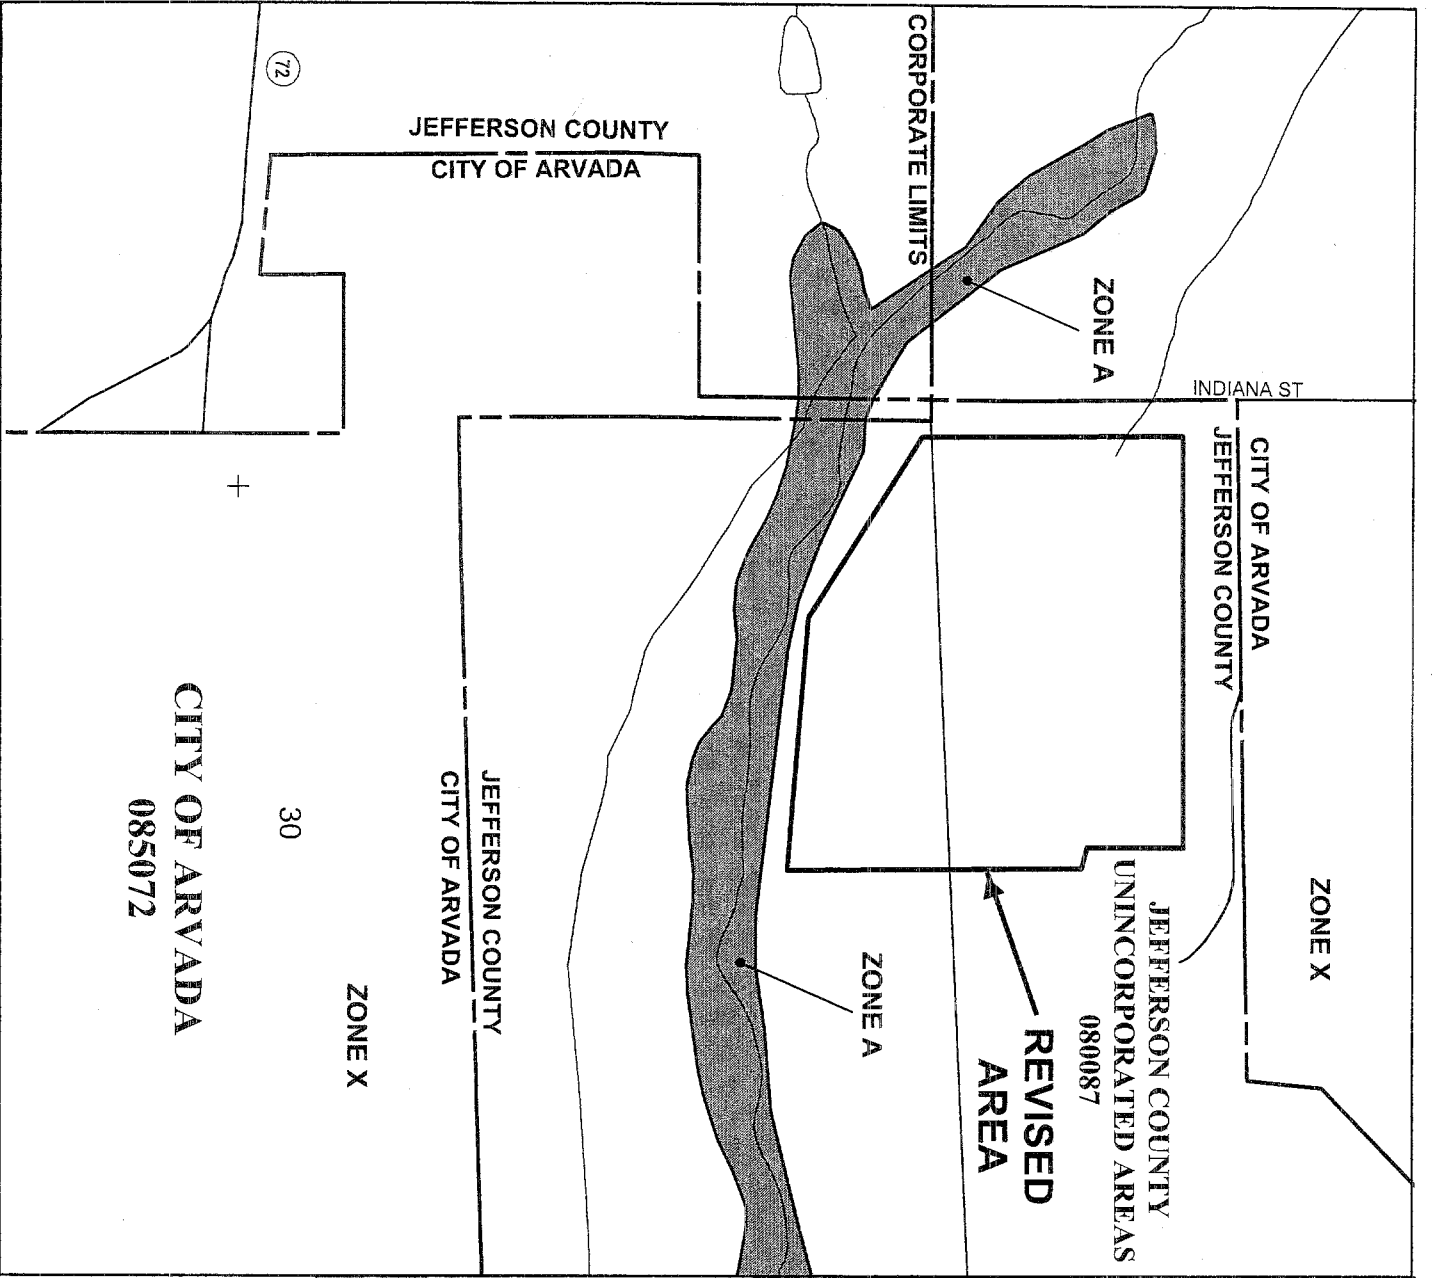 72
JEFFERSON COUNTY
CITY OF ARVADA
CORPORATE LIMITS
ZONE A
INDIANA ST
CITY OF ARVADA
JEFFERSON COUNTY
ZONE X
JEFFERSON COUNTY
UNINCORPORATED AREAS
080087
REVISED
AREA
ZONE A
JEFFERSON COUNTY
CITY OF ARVADA
ZONE X
30
CITY OF ARVADA
085072